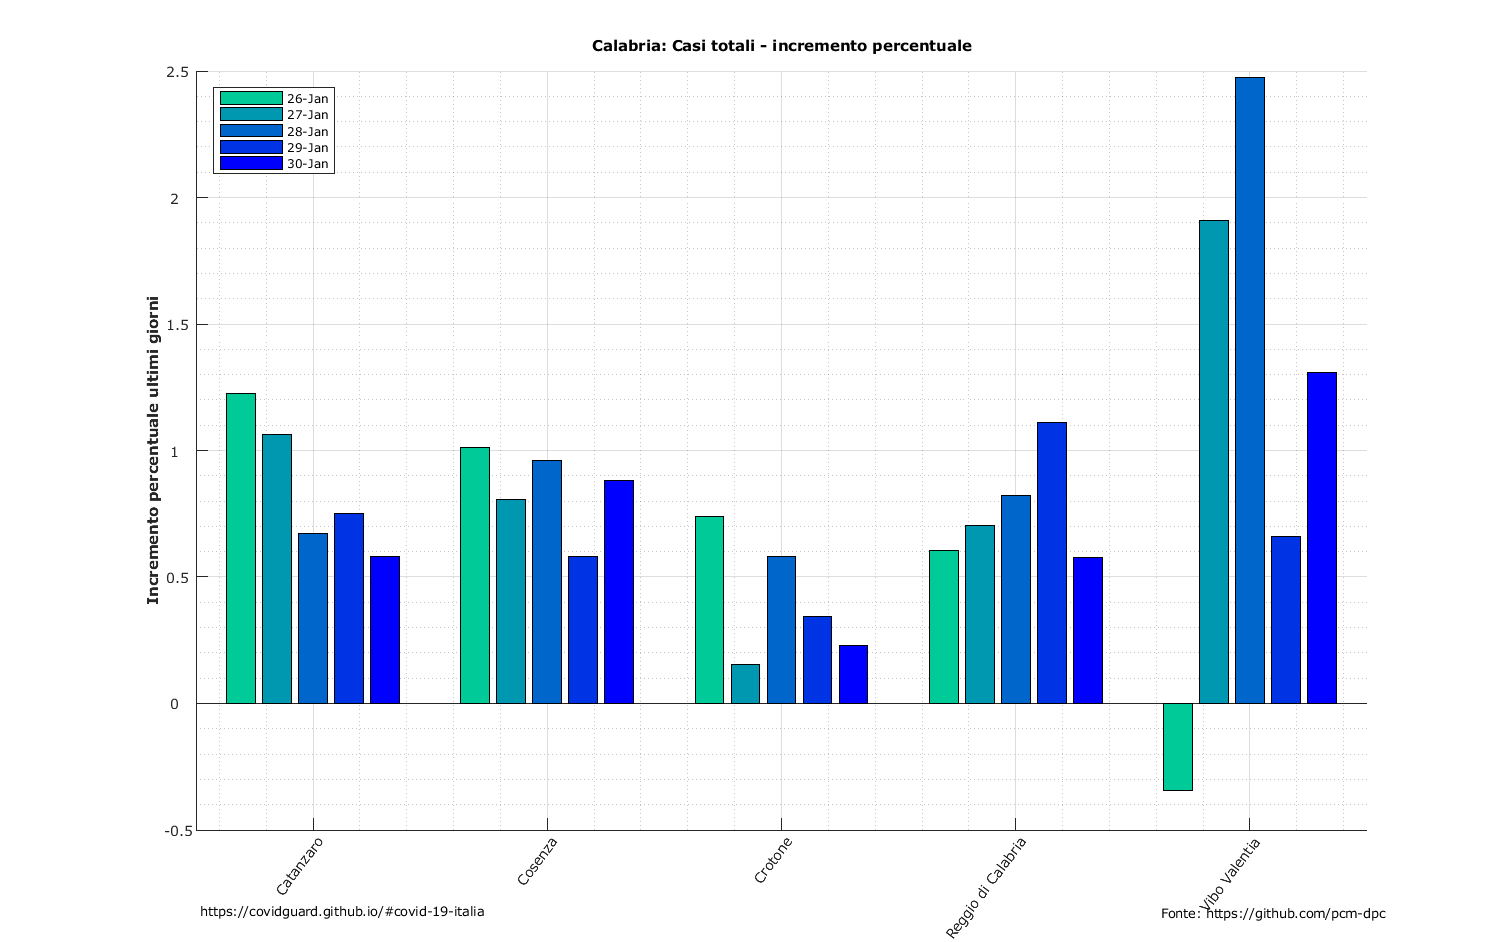 Calabria: Casi totali - incremento percentuale
2.5
2
1.5
1
0.5
0
-0.5
Incremento percentuale ultimi giorni
26-Jan
27-Jan
28-Jan
29-Jan
30-Jan
Catanzaro
Cosenza
Crotone
Reggio di Calabria
Vibo Valentia
https://covidguard.github.io/#covid-19-italia
Fonte: https://github.com/pcm-dpc